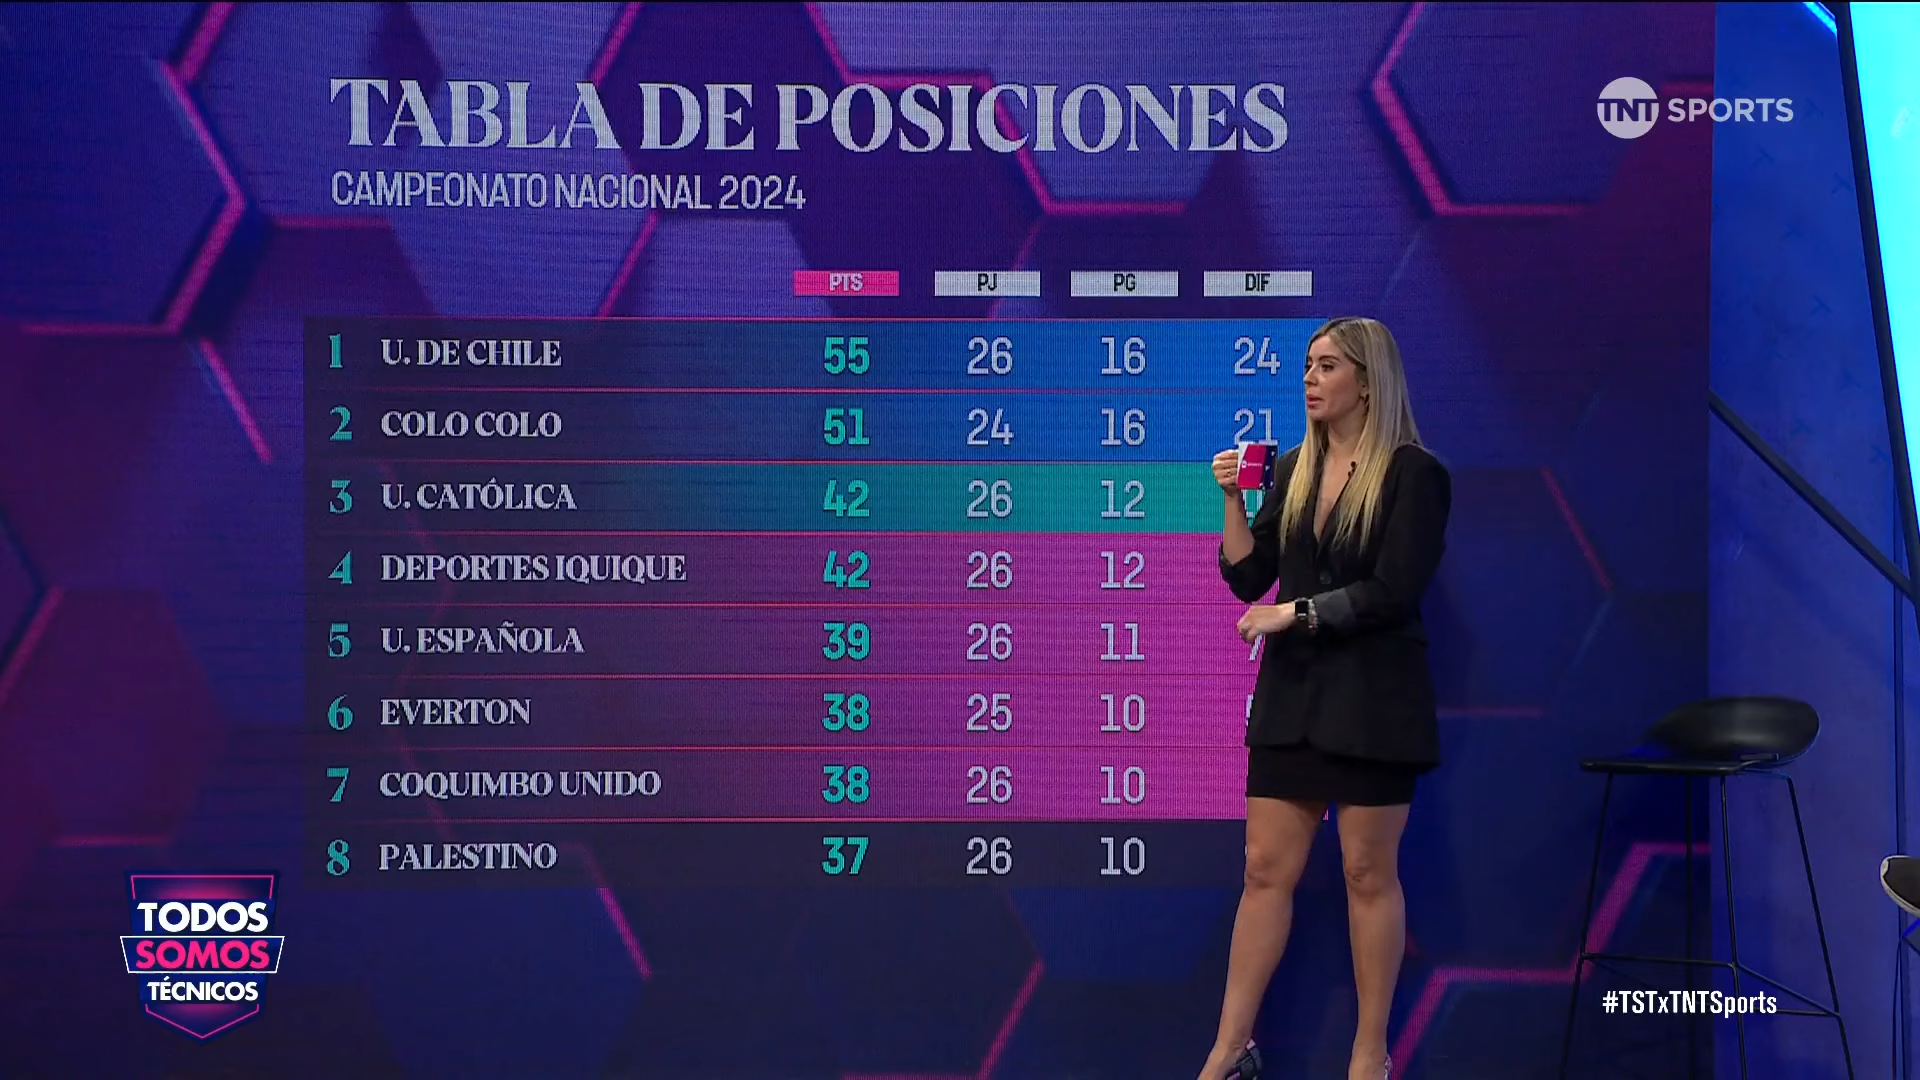 TABLA DE POSICIONES
CAMPEONATO NACIONAL 2024
TNT SPORTS
PTS PJ PG DIF
1 U. DE CHILE 55 26 16 24
2 COLO COLO 51 24 16 21
3 U. CATÓLICA 42 26 12
4 DEPORTES IQUIQUE 42 26 12
5 U. ESPAÑOLA 39 26 11
6 EVERTON 38 25 10
7 COQUIMBO UNIDO 38 26 10
8 PALESTINO 37 26 10
TODOS
SOMOS
TÉCNICOS
#TSTxTNTSports